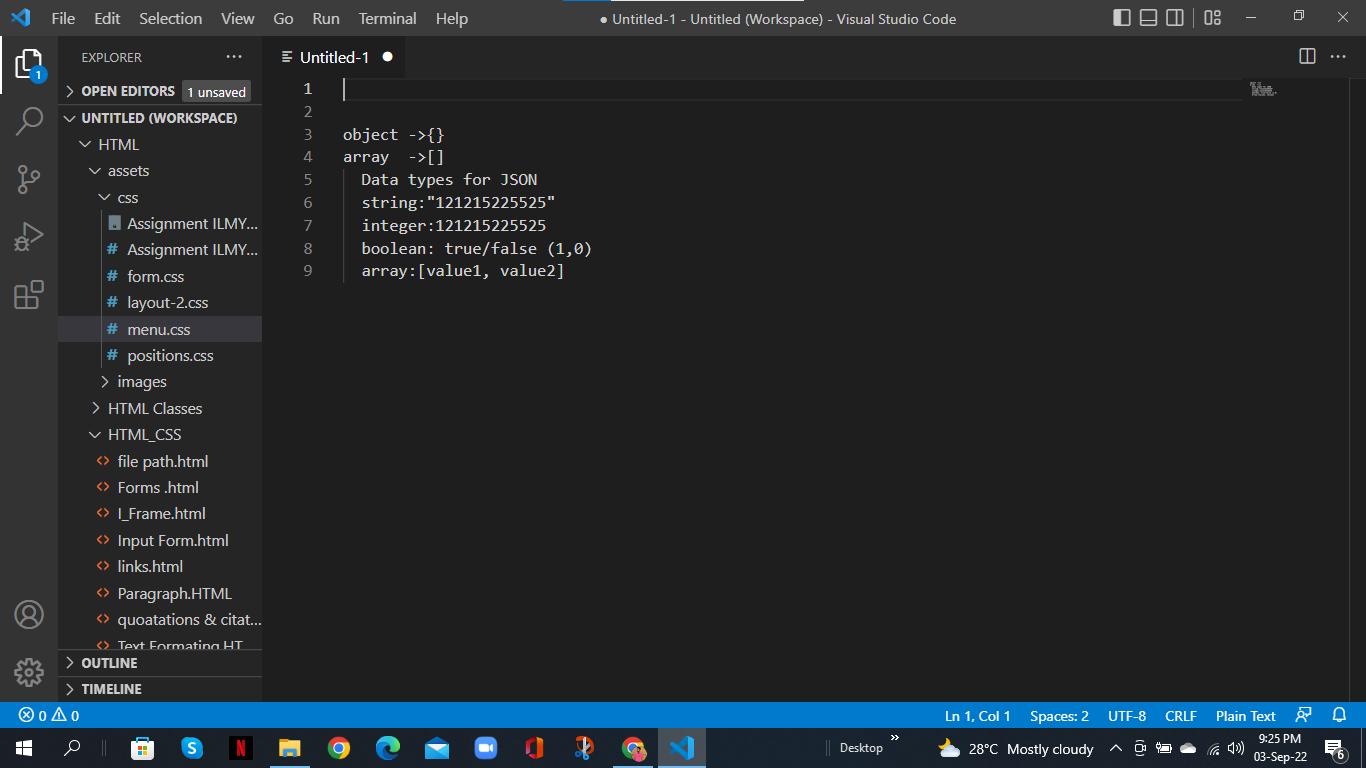 File Edit Selection View Go Run Terminal Help
● Untitled-1 - Untitled (Workspace) - Visual Studio Code
EXPLORER
Untitled-1
OPEN EDITORS 1 unsaved
UNTITLED (WORKSPACE)
HTML
assets
css
Assignment ILMY...
Assignment ILMY...
form.css
layout-2.css
menu.css
positions.css
images
HTML Classes
HTML_CSS
file path.html
Forms .html
I_Frame.html
Input Form.html
links.html
Paragraph.HTML
quoatations & citat...
Text Formating HT
OUTLINE
TIMELINE
1
1
2
3 object ->{}
4 array  ->[]
5 Data types for JSON
6 string:"121215225525"
7 integer:121215225525
8 boolean: true/false (1,0)
9 array:[value1, value2]
0 0
Ln 1, Col 1 Spaces: 2 UTF-8 CRLF Plain Text
Desktop
28°C Mostly cloudy
9:25 PM
03-Sep-22
6